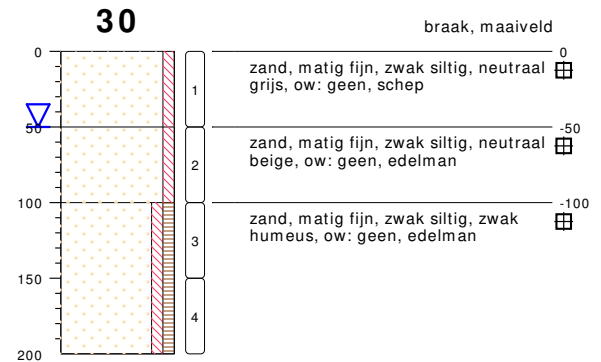 30
braak, maaiveld
0
0
zand, matig fijn, zwak siltig, neutraal
grijs, ow: geen, schep
1
50
-50
zand, matig fijn, zwak siltig, neutraal
beige, ow: geen, edelman
2
100
-100
zand, matig fijn, zwak siltig, zwak
humeus, ow: geen, edelman
3
150
4
200